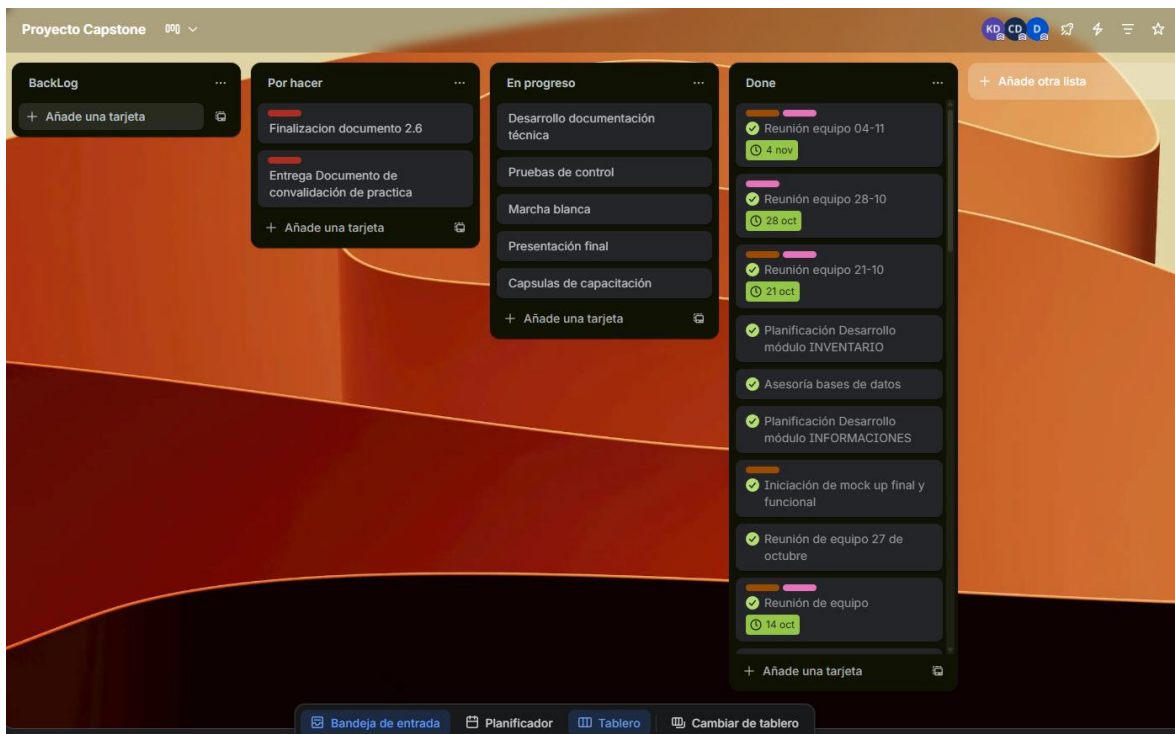 Proyecto Capstone
KD CD D
BackLog
+ Añade una tarjeta
Por hacer
Finalizacion documento 2.6
Entrega Documento de
convalidación de practica
+ Añade una tarjeta
En progreso
Desarrollo documentación
técnica
Pruebas de control
Marcha blanca
Presentación final
Capsulas de capacitación
+ Añade una tarjeta
Done
Reunión equipo 04-11
4 nov
Reunión equipo 28-10
28 oct
Reunión equipo 21-10
21 oct
Planificación Desarrollo
módulo INVENTARIO
Asesoría bases de datos
Planificación Desarrollo
módulo INFORMACIONES
Iniciación de mock up final y
funcional
Reunión de equipo 27 de
octubre
Reunión de equipo
14 oct
+ Añade una tarjeta
+ Añade otra lista
Bandeja de entrada
Planificador
Tablero
Cambiar de tablero